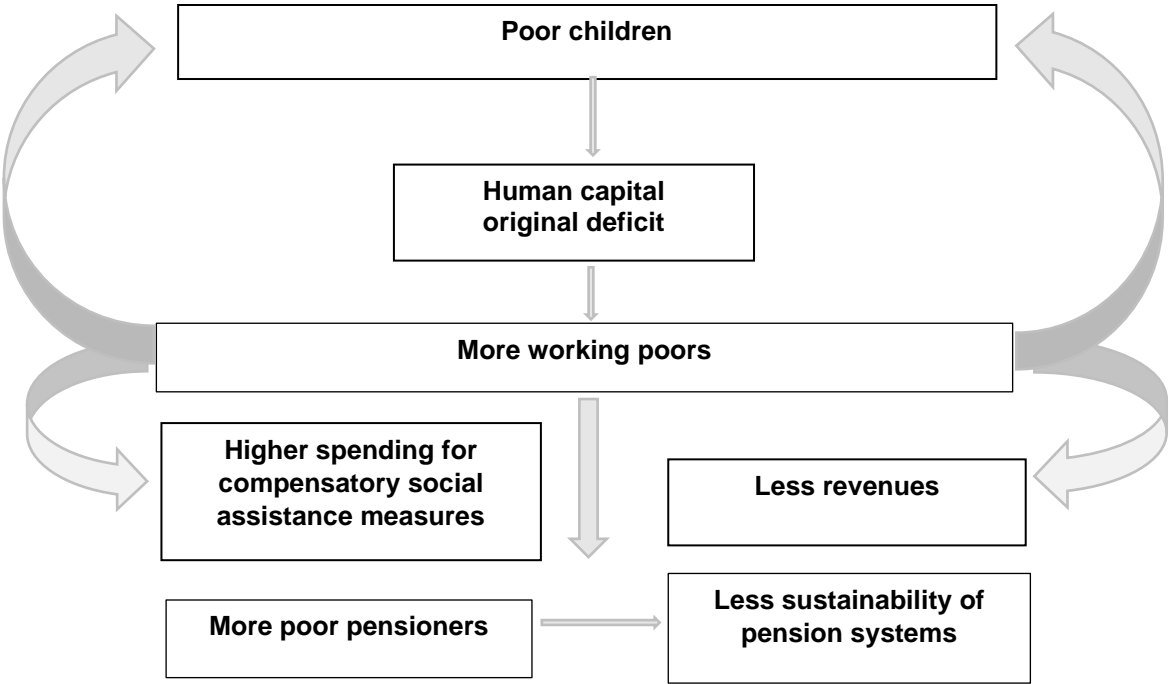 Poor children
Human capital
original deficit
More working poors
Higher spending for
compensatory social
assistance measures
Less revenues
More poor pensioners
Less sustainability of
pension systems